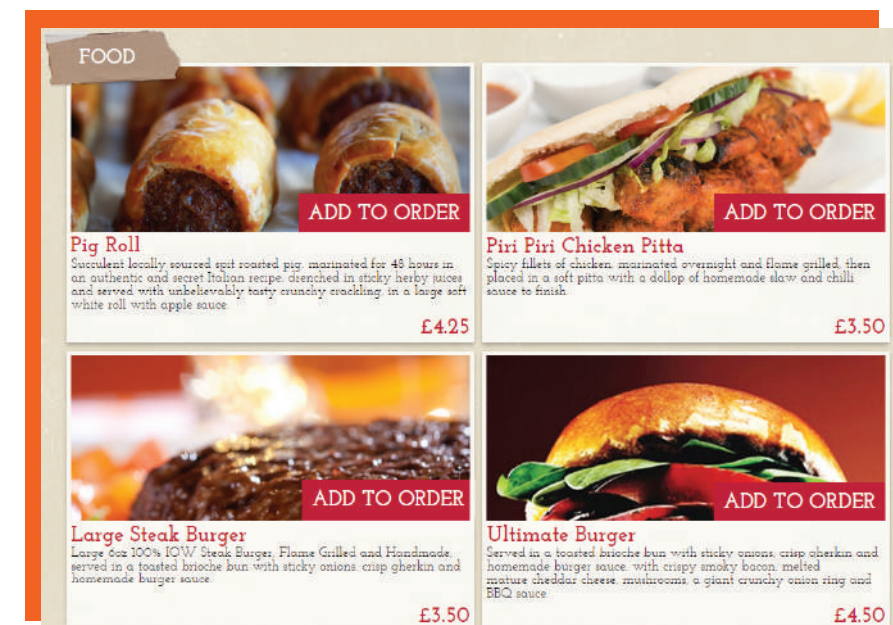 FOOD
ADD TO ORDER
Pig Roll
Succulent locally sourced spit roasted pig, marinated for 48 hours in
an authentic and secret Italian recipe, drenched in sticky herby juices
and served with unbelievably tasty crunchy crackling, in a large soft
white roll with apple sauce.
£4.25
ADD TO ORDER
Piri Piri Chicken Pitta
Spicy fillets of chicken, marinated overnight and flame grilled, then
placed in a soft pitta with a dollop of homemade slaw and chilli
sauce to finish.
£3.50
ADD TO ORDER
Large Steak Burger
Large 6oz 100% IOW Steak Burger, Flame Grilled and Handmade,
served in a toasted brioche bun with sticky onions, crisp gherkin and
homemade burger sauce.
£3.50
ADD TO ORDER
Ultimate Burger
Served in a toasted brioche bun with sticky onions, crisp gherkin and
homemade burger sauce, with crispy smoky bacon, melted
mature cheddar cheese, mushrooms, a giant crunchy onion ring and
BBQ sauce.
£4.50